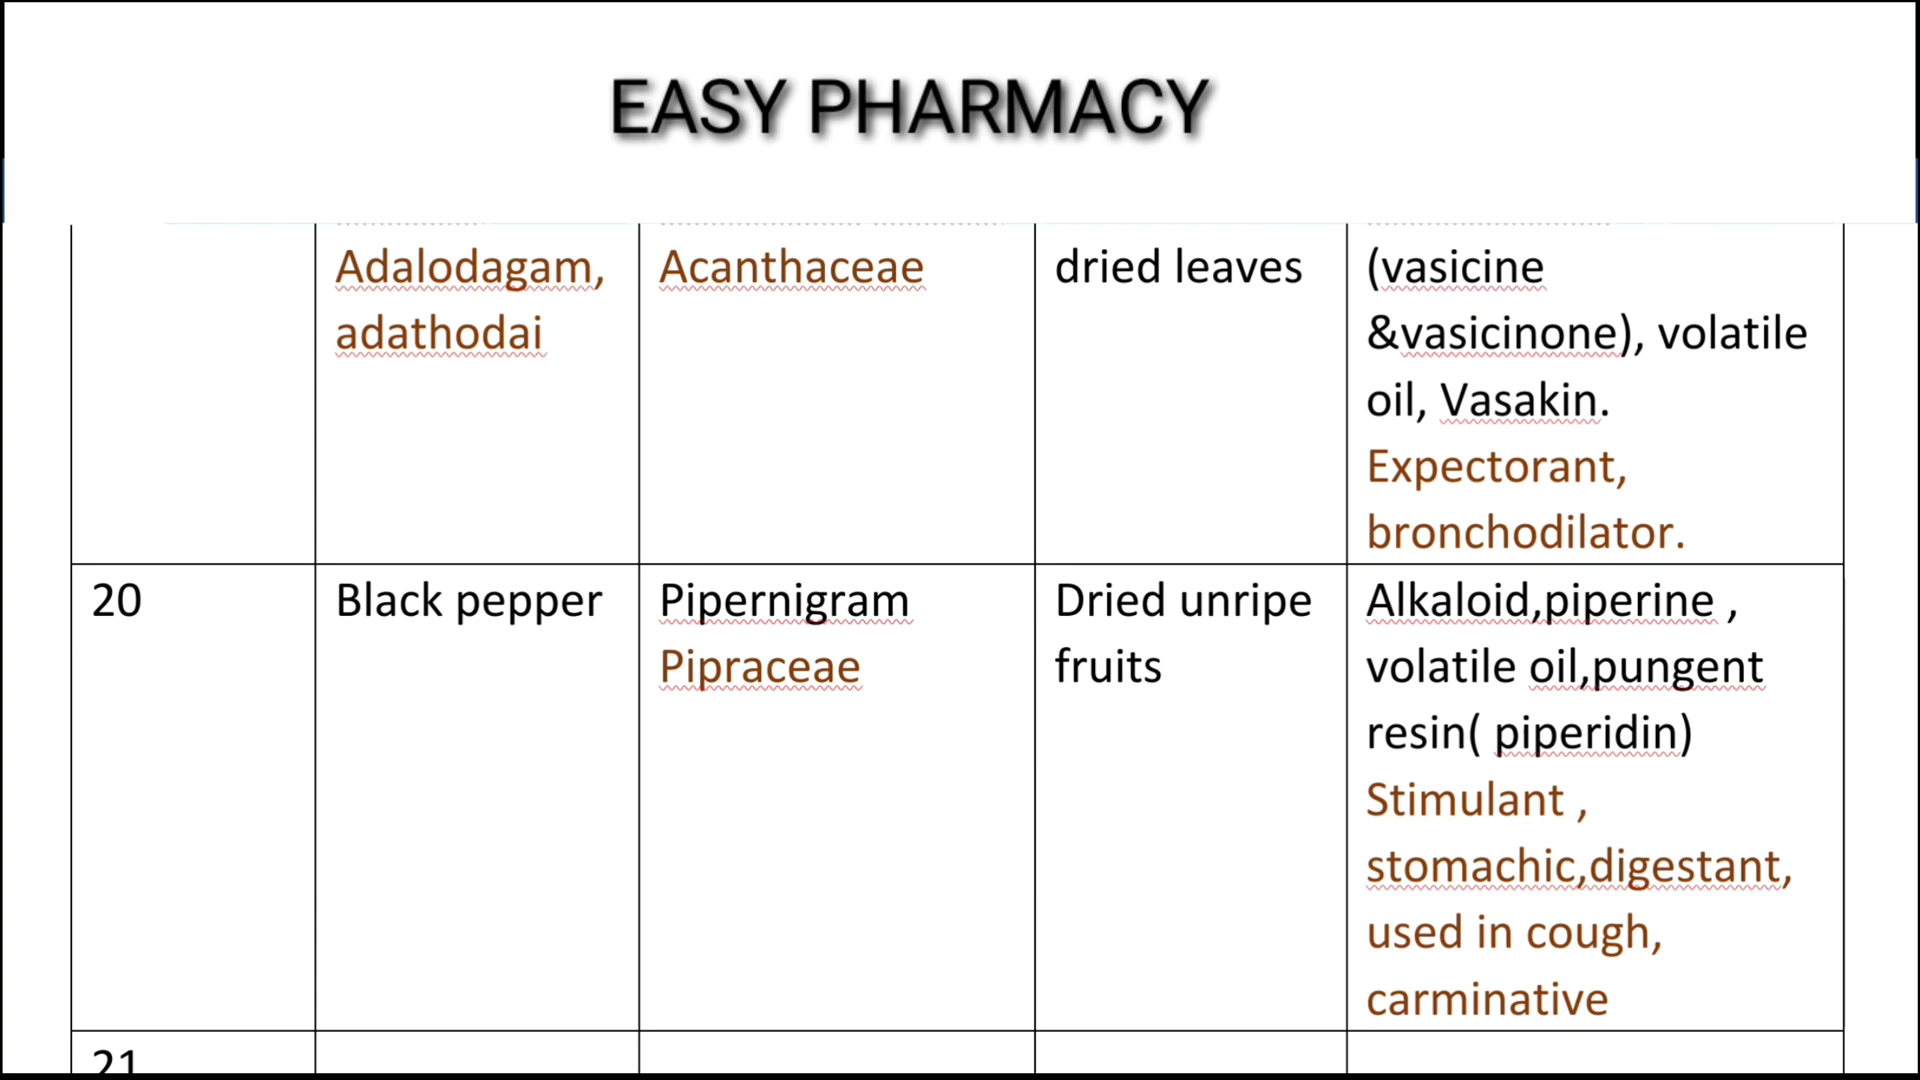 EASY PHARMACY
Adalodagam,
adathodai
Acanthaceae
dried leaves
(vasicine
&vasicinone), volatile
oil, Vasakin.
Expectorant,
bronchodilator.
20
Black pepper
Pipernigram
Pipraceae
Dried unripe
fruits
Alkaloid,piperine ,
volatile oil,pungent
resin( piperidin)
Stimulant ,
stomachic,digestant,
used in cough,
carminative
21